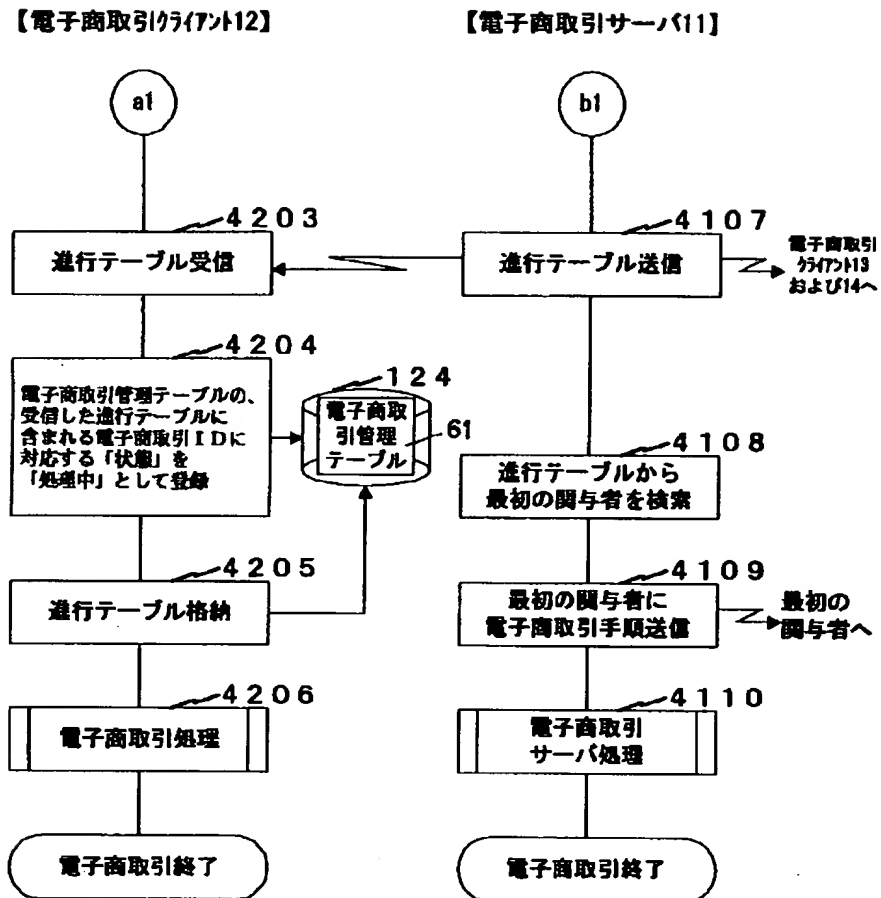 【電子商取引クライアント12】
【電子商取引サーバ11】
a1
b1
4203
進行テーブル受信
4107
進行テーブル送信
電子商取引
クライアント13
および14へ
4204
電子商取引管理テーブルの、
受信した進行テーブルに
含まれる電子商取引IDに
対応する「状態」を
「処理中」として登録
124
電子商取
引管理
テーブル
61
4108
進行テーブルから
最初の関与者を検索
4205
進行テーブル格納
4109
最初の関与者に
電子商取引手順送信
最初の
関与者へ
4206
電子商取引処理
4110
電子商取引
サーバ処理
電子商取引終了
電子商取引終了